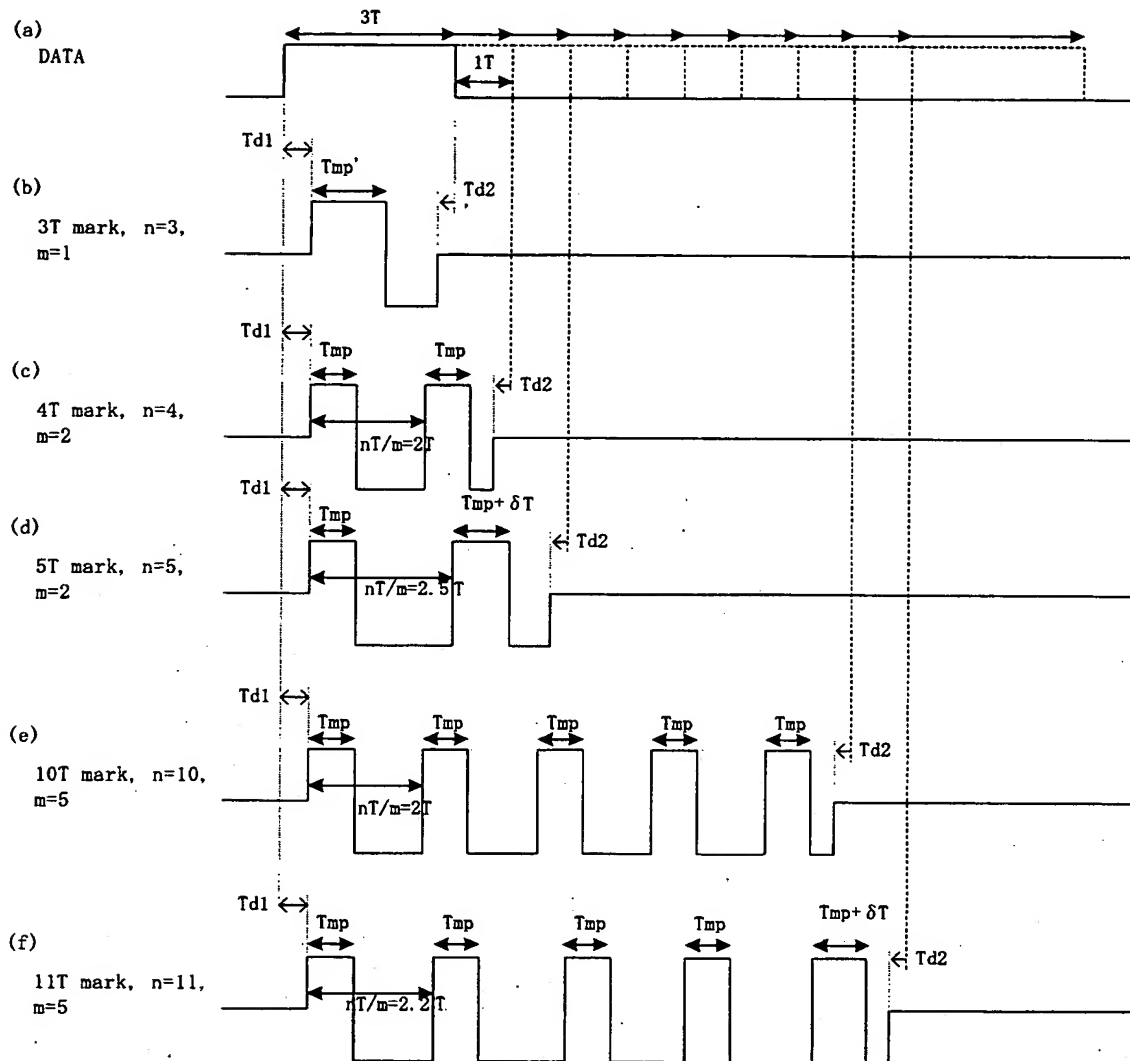 (a)
DATA
3T
1T
Td1
Tmp'
Td2
(b)
3T mark, n=3,
m=1
Td1
Tmp
Tmp
Td2
(c)
4T mark, n=4,
m=2
nT/m=2T
Td1
Tmp
Tmp+δT
Td2
(d)
5T mark, n=5,
m=2
nT/m=2.5T
Td1
Tmp
Tmp
Tmp
Tmp
Tmp
Td2
(e)
10T mark, n=10,
m=5
nT/m=2T
Td1
Tmp
Tmp
Tmp
Tmp
Tmp+δT
Td2
(f)
11T mark, n=11,
m=5
nT/m=2.2T